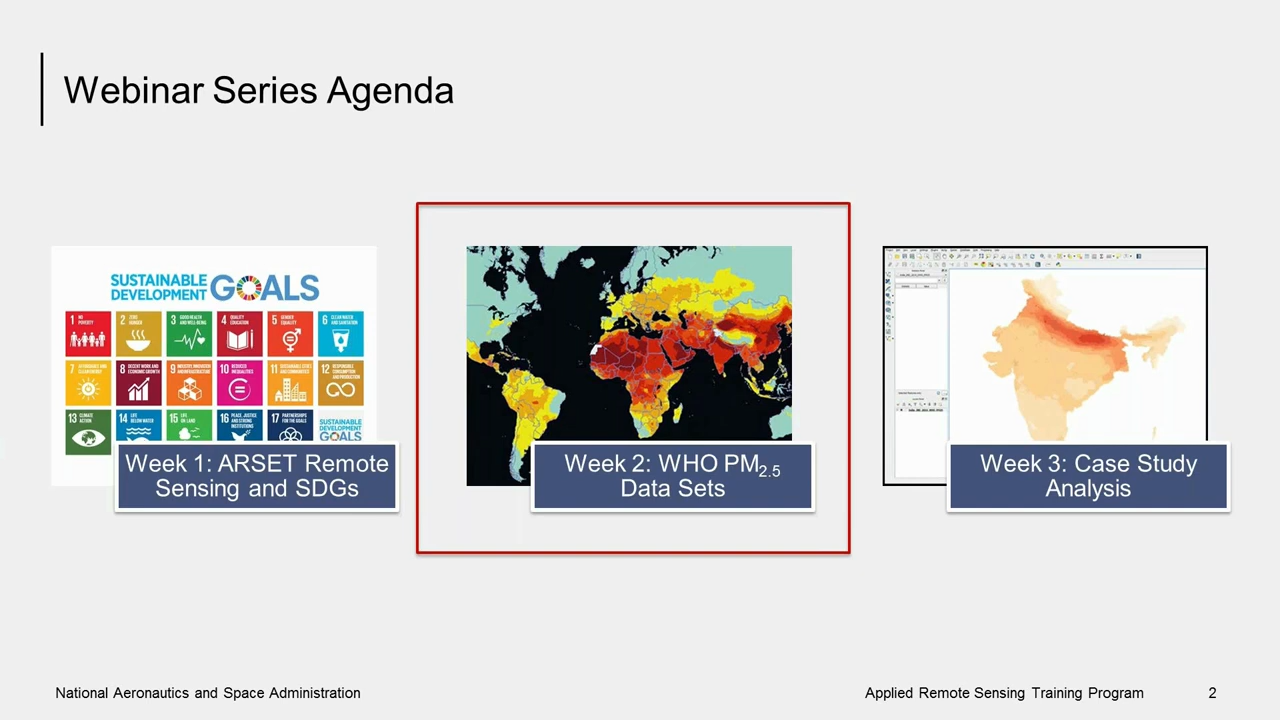 Webinar Series Agenda
SUSTAINABLE
DEVELOPMENT GOALS
1 NO
POVERTY
2 ZERO
HUNGER
3 GOOD HEALTH
AND WELL-BEING
4 QUALITY
EDUCATION
5 GENDER
EQUALITY
6 CLEAN WATER
AND SANITATION
7
8 DECENT WORK AND
ECONOMIC GROWTH
9 INDUSTRY, INNOVATION
AND INFRASTRUCTURE
10 REDUCED
INEQUALITIES
11 SUSTAINABLE CITIES
AND COMMUNITIES
12 RESPONSIBLE
CONSUMPTION
AND PRODUCTION
13 CLIMATE
ACTION
14 LIFE
BELOW WATER
15 LIFE
ON LAND
16 PEACE, JUSTICE
AND STRONG
INSTITUTIONS
17 PARTNERSHIPS
FOR THE GOALS
SUSTAINABLE
DEVELOPMENT
GOALS
Week 1: ARSET Remote
Sensing and SDGs
Week 2: WHO PM2.5
Data Sets
Week 3: Case Study
Analysis
National Aeronautics and Space Administration
Applied Remote Sensing Training Program
2